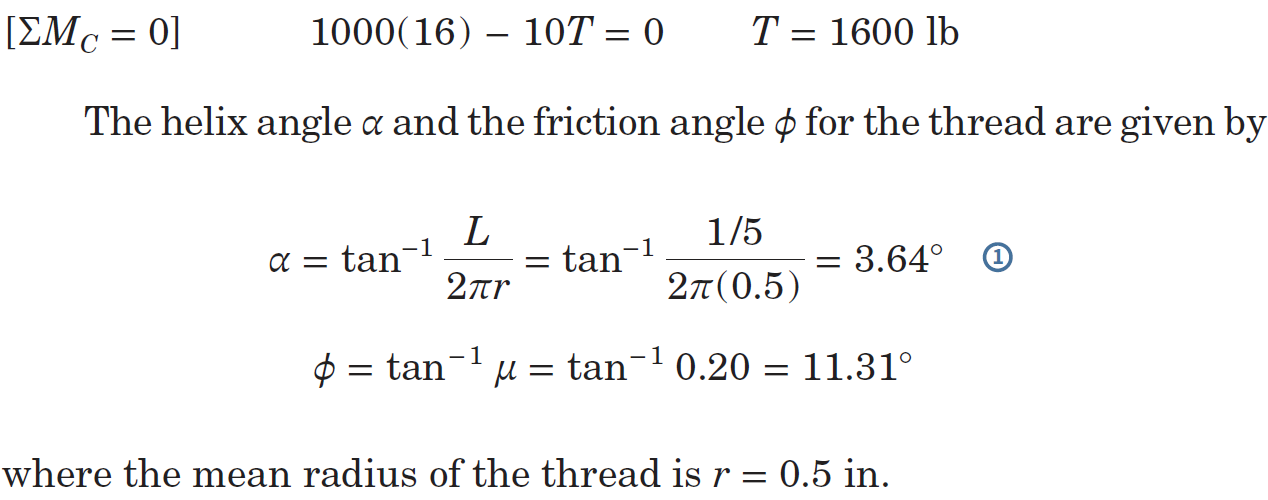 [ΣM_C = 0] 1000(16) − 10T = 0 T = 1600 lb
The helix angle α and the friction angle ϕ for the thread are given by
α = tan⁻¹ L/2πr = tan⁻¹ 1/5/2π(0.5) = 3.64° ①
ϕ = tan⁻¹ μ = tan⁻¹ 0.20 = 11.31°
where the mean radius of the thread is r = 0.5 in.